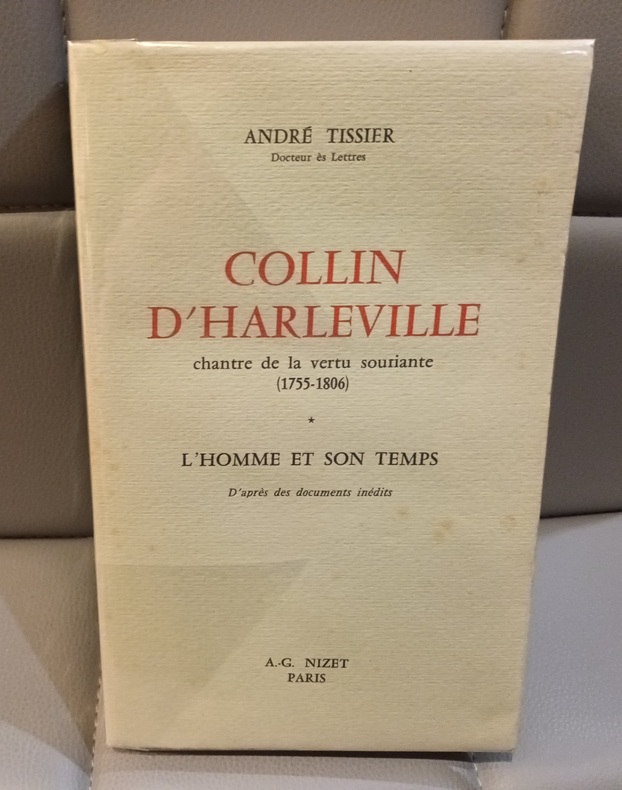 ANDRÉ TISSIER
Docteur ès Lettres
COLLIN
D'HARLEVILLE
chantre de la vertu souriante
(1755-1806)
*
L'HOMME ET SON TEMPS
D'après des documents inédits
A.-G. NIZET
PARIS